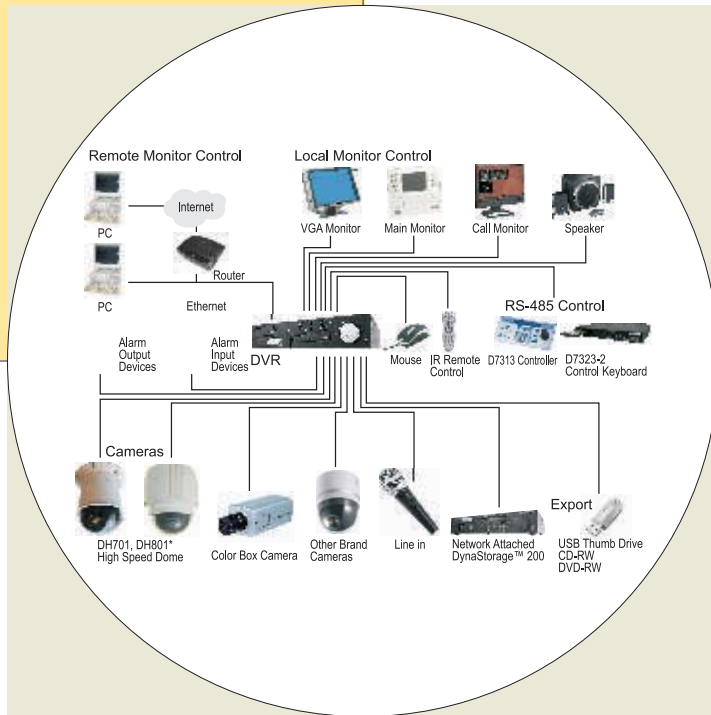 Remote Monitor Control
Local Monitor Control
Internet
PC
VGA Monitor
Main Monitor
Call Monitor
Speaker
Router
PC
Ethernet
RS-485 Control
Alarm
Output
Devices
Alarm
Input
Devices
DVR
Mouse
IR Remote
Control
D7313 Controller
D7323-2
Control Keyboard
Cameras
Export
DH701, DH801*
High Speed Dome
Color Box Camera
Other Brand
Cameras
Line in
Network Attached
DynaStorage™ 200
USB Thumb Drive
CD-RW
DVD-RW